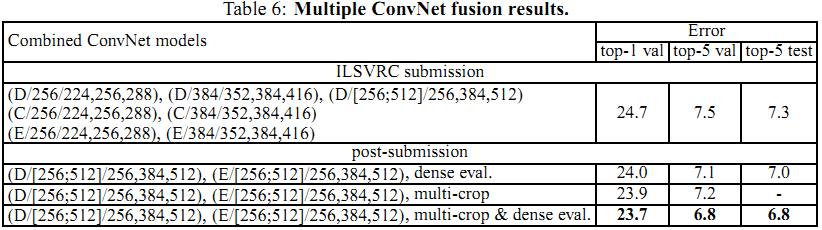 Table 6: Multiple ConvNet fusion results.
Combined ConvNet models Error
top-1 val top-5 val top-5 test
ILSVRC submission
(D/256/224,256,288), (D/384/352,384,416), (D/[256;512]/256,384,512)
(C/256/224,256,288), (C/384/352,384,416)
(E/256/224,256,288), (E/384/352,384,416)
24.7 7.5 7.3
post-submission
(D/[256;512]/256,384,512), (E/[256;512]/256,384,512), dense eval. 24.0 7.1 7.0
(D/[256;512]/256,384,512), (E/[256;512]/256,384,512), multi-crop 23.9 7.2 -
(D/[256;512]/256,384,512), (E/[256;512]/256,384,512), multi-crop & dense eval. 23.7 6.8 6.8